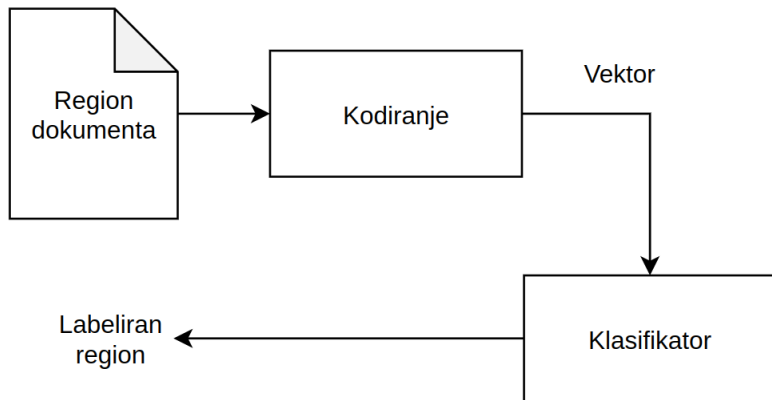 Region
dokumenta
Kodiranje
Vektor
Klasifikator
Labeliran
region